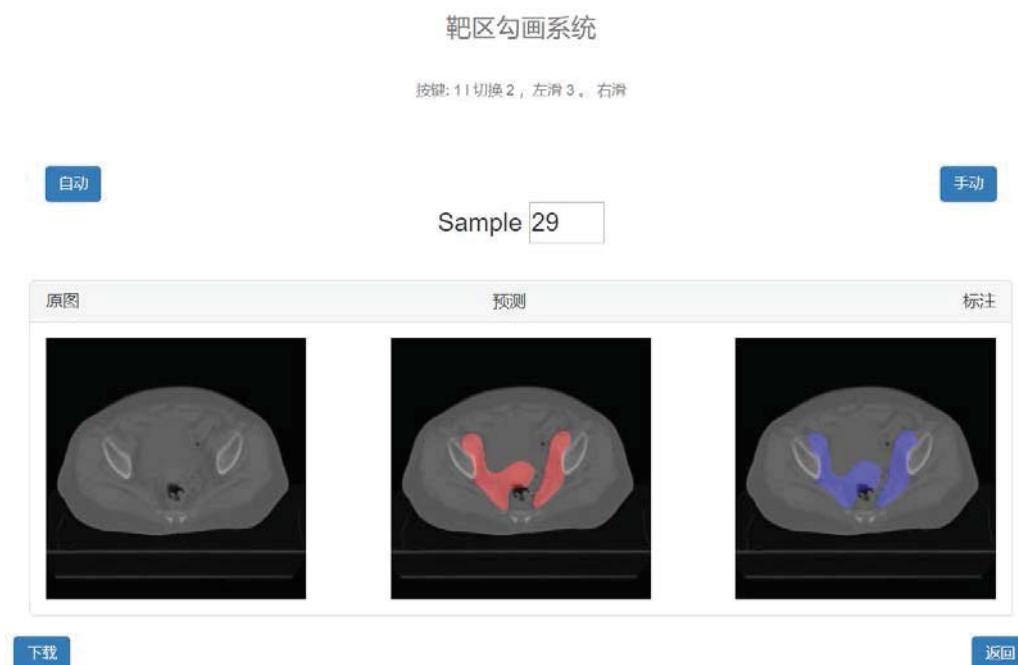 靶区勾画系统
按键: 1 | 切换 2 ，左滑 3 。右滑
自动
手动
Sample 29
原图 预测 标注
下载
返回